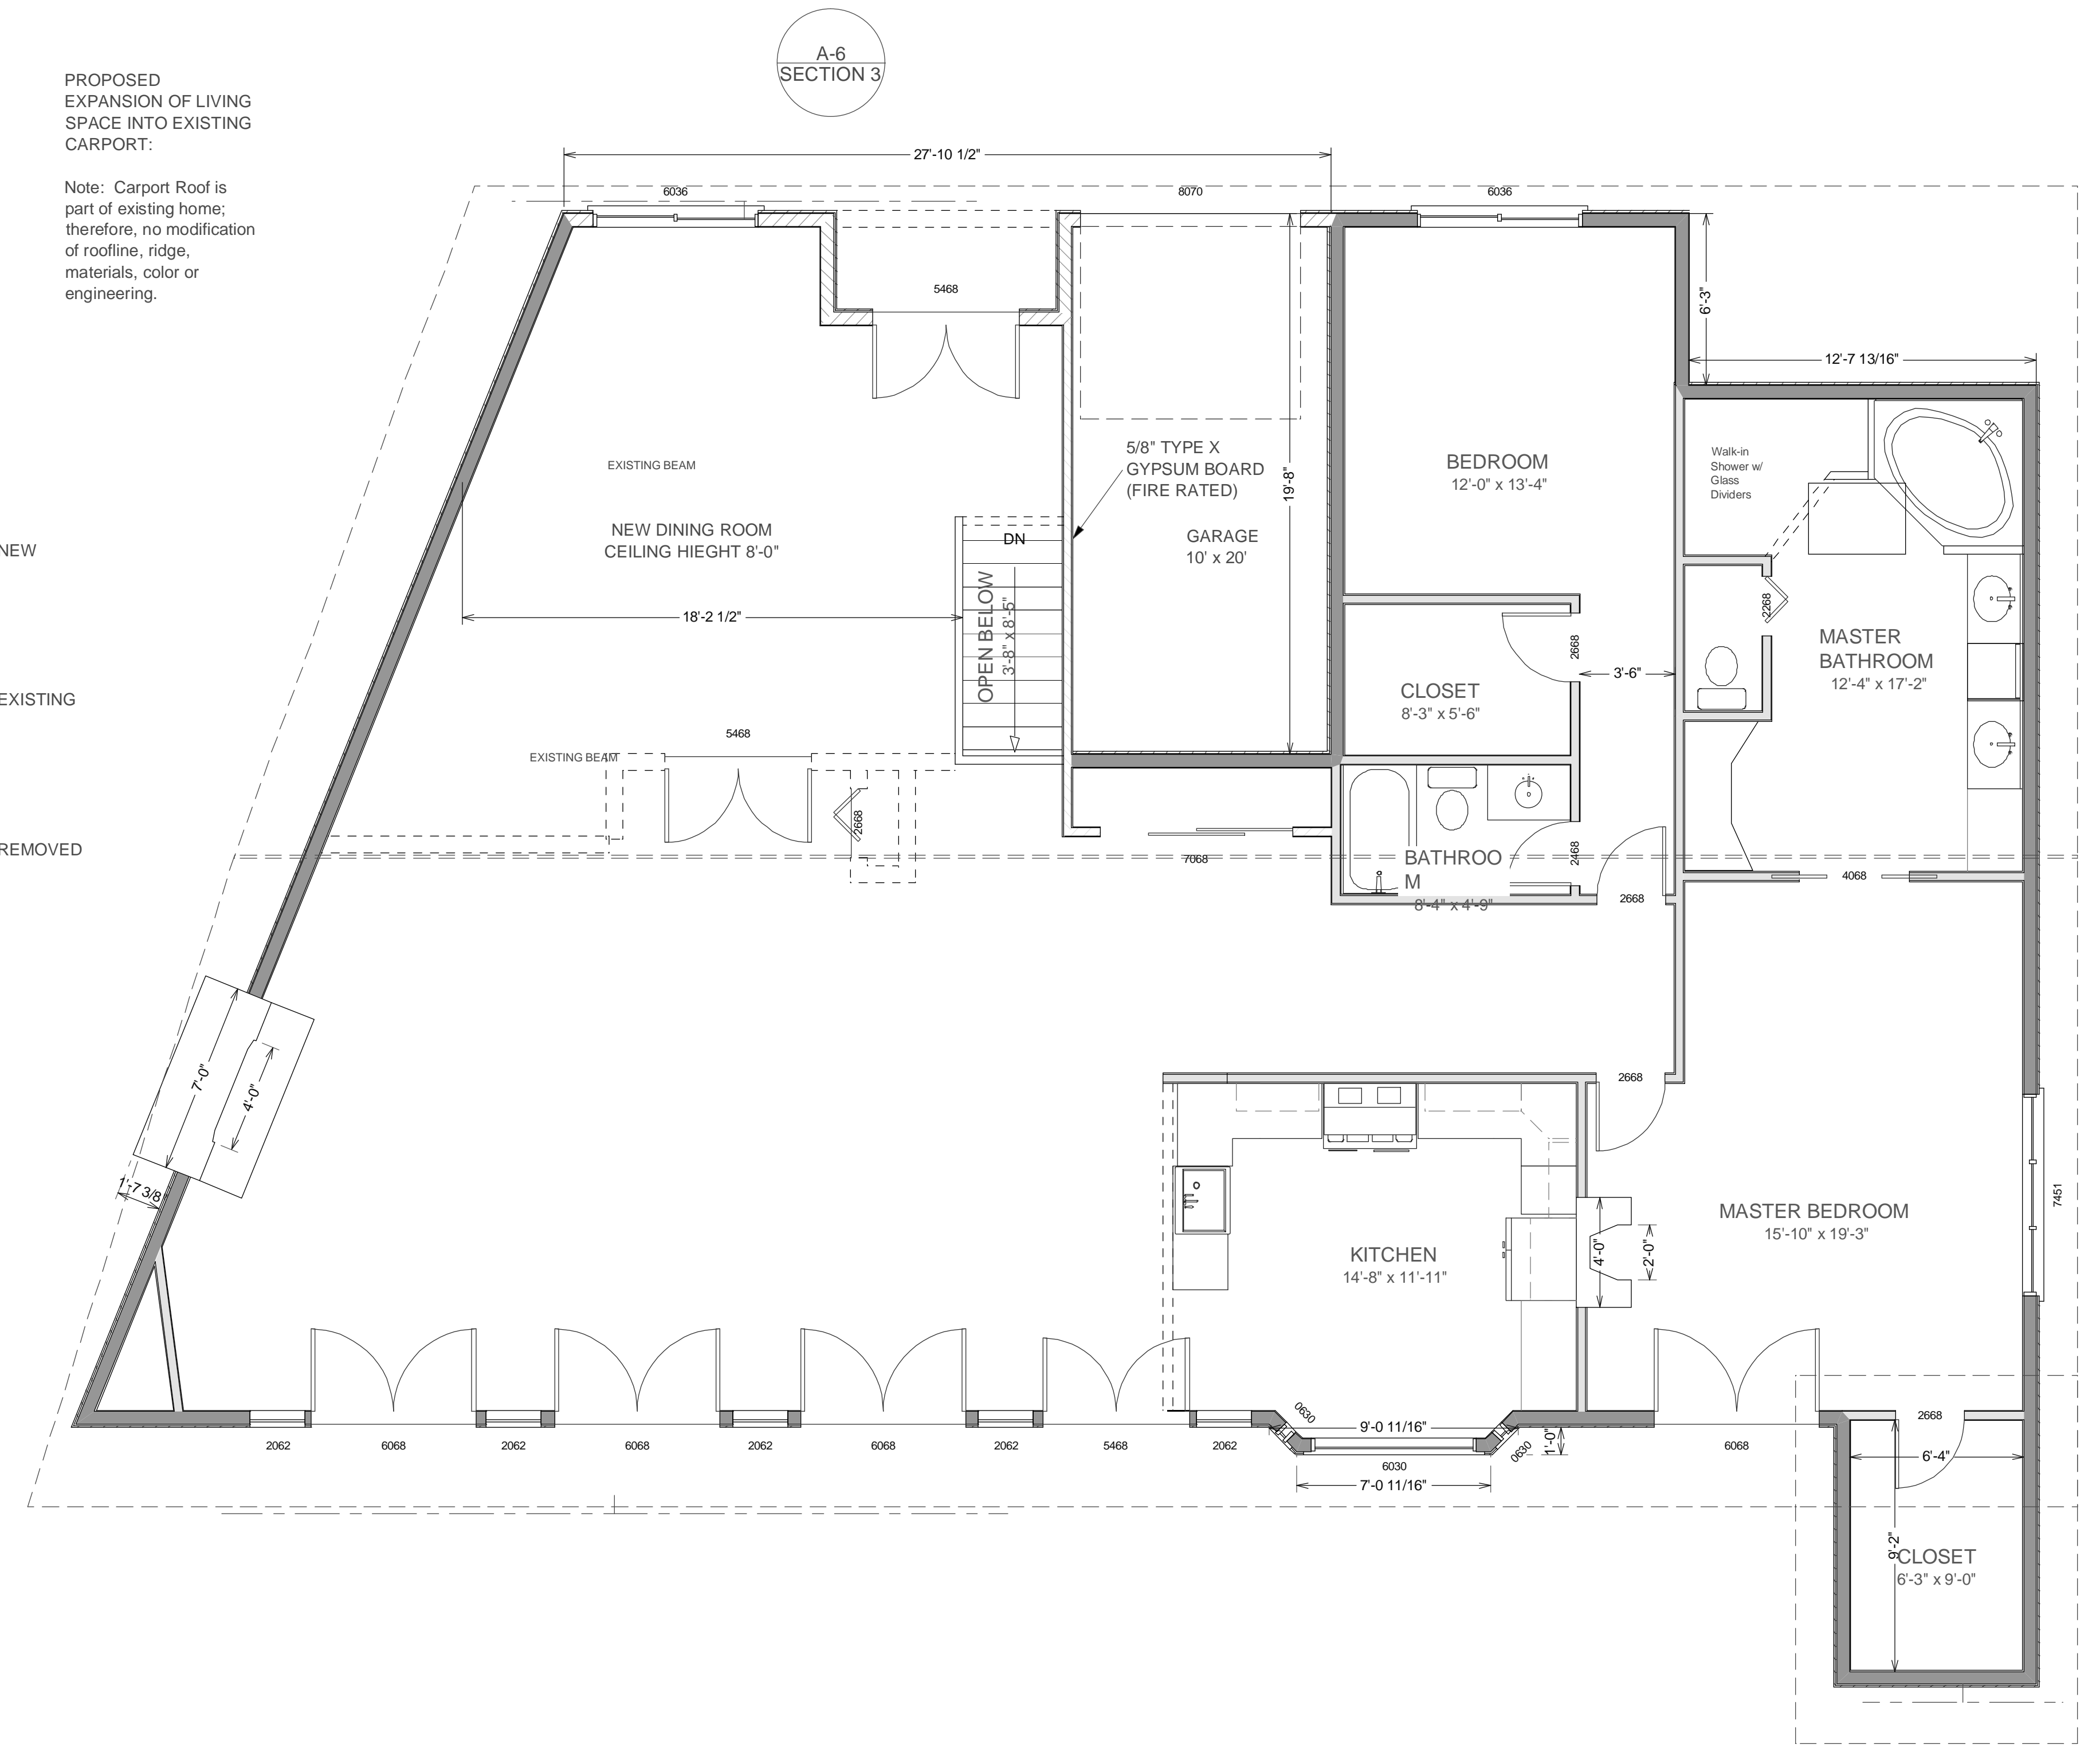 A-6
SECTION 3
PROPOSED
EXPANSION OF LIVING
SPACE INTO EXISTING
CARPORT:
Note: Carport Roof is
part of existing home;
therefore, no modification
of roofline, ridge,
materials, color or
engineering.
27'-10 1/2"
6036
8070
6036
5468
6'-3"
12'-7 13/16"
EXISTING BEAM
5/8" TYPE X
GYPSUM BOARD
(FIRE RATED)
19'-8"
BEDROOM
12'-0" x 13'-4"
Walk-in
Shower w/
Glass
Dividers
NEW DINING ROOM
CEILING HIEGHT 8'-0"
DN
GARAGE
10' x 20'
NEW
OPEN BELOW
3'-8" x 8'-5"
18'-2 1/2"
2268
2668
3'-6"
MASTER
BATHROOM
12'-4" x 17'-2"
CLOSET
8'-3" x 5'-6"
EXISTING
5468
EXISTING BEAM
2668
REMOVED
7068
BATHROO
M
8'-4" x 4'-9"
2468
2668
4068
7'-0"
4'-0"
1'-7 3/8
2668
7451
MASTER BEDROOM
15'-10" x 19'-3"
KITCHEN
14'-8" x 11'-11"
4'-0"
2'-0"
0630
9'-0 11/16"
0630
1'-0"
2062
6068
2062
6068
2062
6068
2062
5468
2062
6030
7'-0 11/16"
6068
2668
6'-4"
9'-2"
CLOSET
6'-3" x 9'-0"